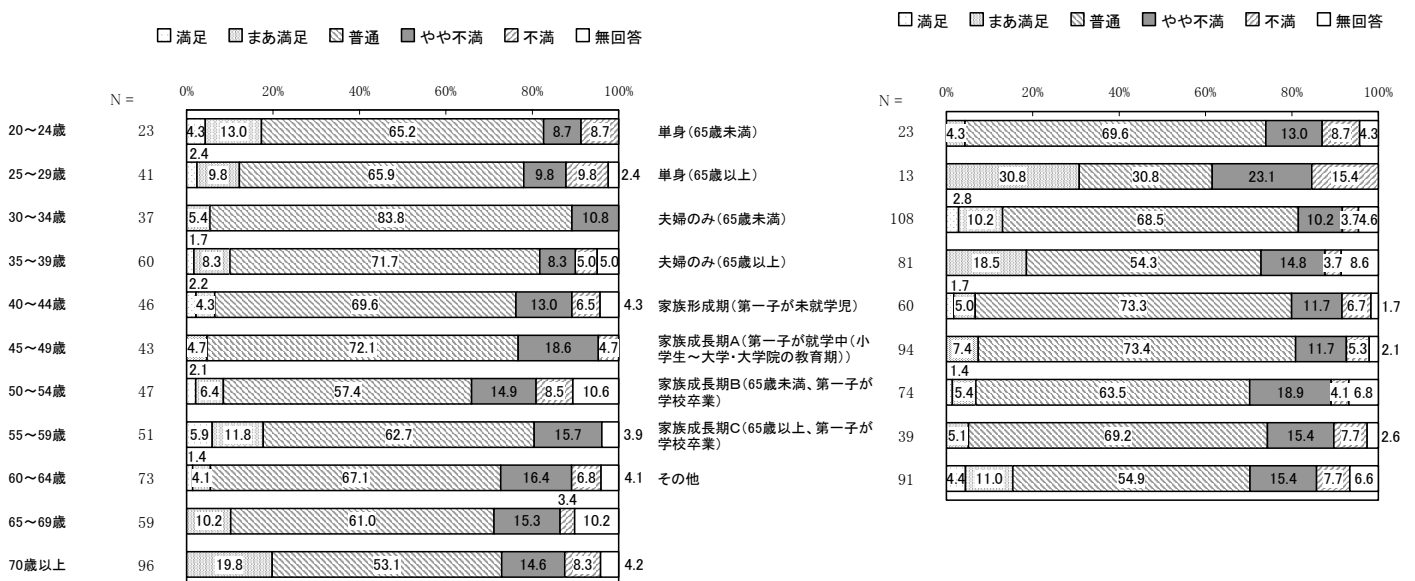 満足 まあ満足 普通 やや不満 不満 無回答
N = 0% 20% 40% 60% 80% 100%
20～24歳 23 4.3 13.0 65.2 8.7 8.7
25～29歳 41 2.4 9.8 65.9 9.8 9.8 2.4
30～34歳 37 5.4 83.8 10.8
35～39歳 60 1.7 8.3 71.7 8.3 5.0 5.0
40～44歳 46 2.2 4.3 69.6 13.0 6.5 4.3
45～49歳 43 4.7 72.1 18.6 4.7
50～54歳 47 2.1 6.4 57.4 14.9 8.5 10.6
55～59歳 51 5.9 11.8 62.7 15.7 3.9
60～64歳 73 1.4 4.1 67.1 16.4 6.8 4.1
65～69歳 59 10.2 61.0 15.3 3.4 10.2
70歳以上 96 19.8 53.1 14.6 8.3 4.2
満足 まあ満足 普通 やや不満 不満 無回答
N = 0% 20% 40% 60% 80% 100%
単身(65歳未満) 23 4.3 69.6 13.0 8.7 4.3
単身(65歳以上) 13 30.8 30.8 23.1 15.4
夫婦のみ(65歳未満) 108 2.8 10.2 68.5 10.2 3.7 4.6
夫婦のみ(65歳以上) 81 18.5 54.3 14.8 3.7 8.6
家族形成期(第一子が未就学児) 60 1.7 5.0 73.3 11.7 6.7 1.7
家族成長期A(第一子が就学中(小
学生～大学・大学院の教育期)) 94 7.4 73.4 11.7 5.3 2.1
家族成長期B(65歳未満、第一子が
学校卒業) 74 1.4 5.4 63.5 18.9 4.1 6.8
家族成長期C(65歳以上、第一子が
学校卒業) 39 5.1 69.2 15.4 7.7 2.6
その他 91 4.4 11.0 54.9 15.4 7.7 6.6